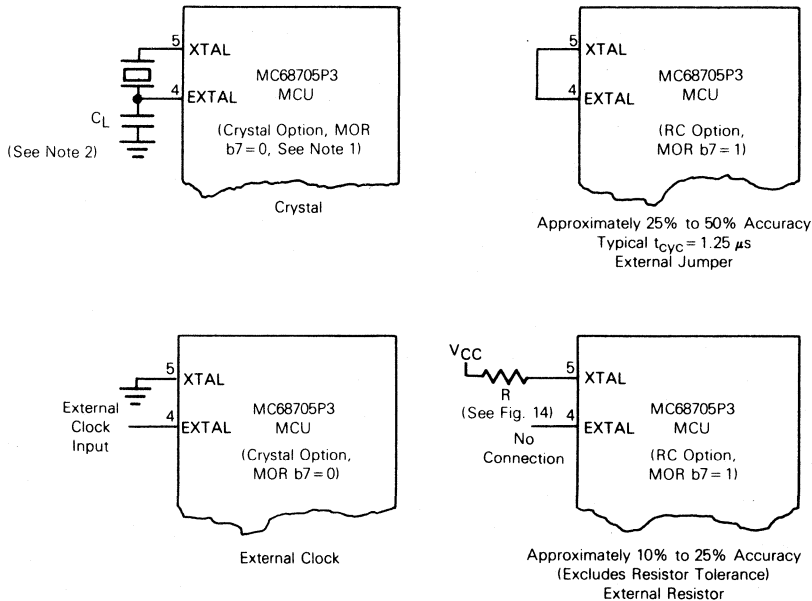 5
XTAL
MC68705P3
MCU
4
EXTAL
CL
(Crystal Option, MOR
b7=0, See Note 1)
(See Note 2)
Crystal
5
XTAL
MC68705P3
MCU
4
EXTAL
(RC Option,
MOR b7=1)
Approximately 25% to 50% Accuracy
Typical tcyc=1.25 μs
External Jumper
5
XTAL
External
Clock
Input
4
EXTAL
MC68705P3
MCU
(Crystal Option,
MOR b7=0)
External Clock
VCC
5
XTAL
R
(See Fig. 14)
4
EXTAL
MC68705P3
MCU
No
Connection
(RC Option,
MOR b7=1)
Approximately 10% to 25% Accuracy
(Excludes Resistor Tolerance)
External Resistor